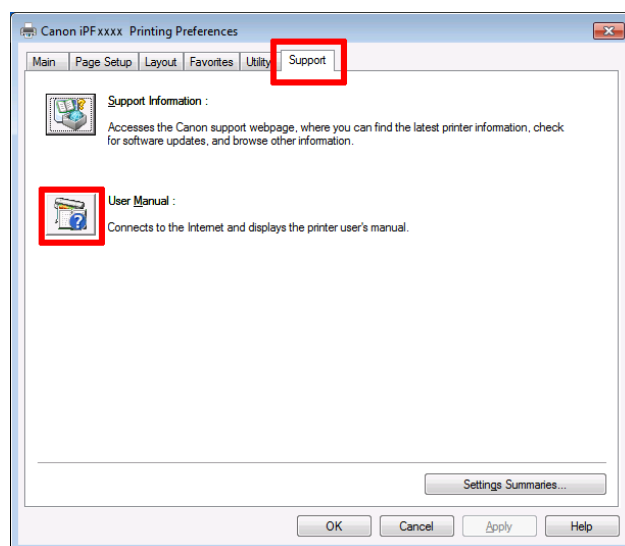 Canon iPFxxxx Printing Preferences
Main Page Setup Layout Favorites Utility Support
Support Information :
Accesses the Canon support webpage, where you can find the latest printer information, check
for software updates, and browse other information.
User Manual :
Connects to the Internet and displays the printer user's manual.
Settings Summaries...
OK Cancel Apply Help